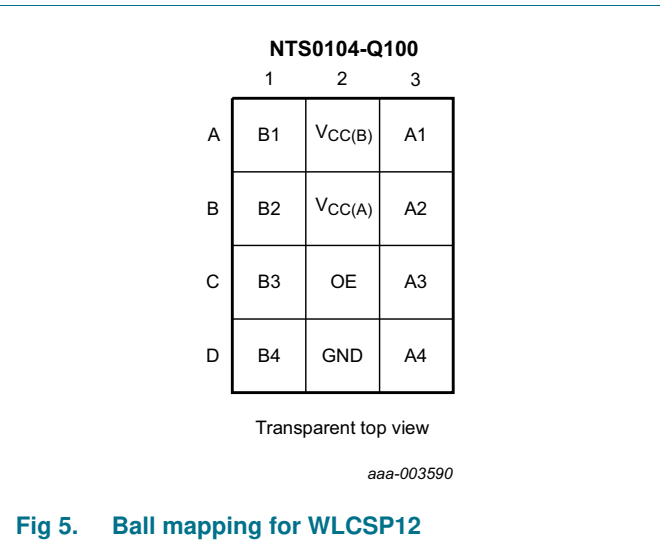 NTS0104-Q100
1 2 3
A B1 VCC(B) A1
B B2 VCC(A) A2
C B3 OE A3
D B4 GND A4
Transparent top view
aaa-003590
Fig 5. Ball mapping for WLCSP12